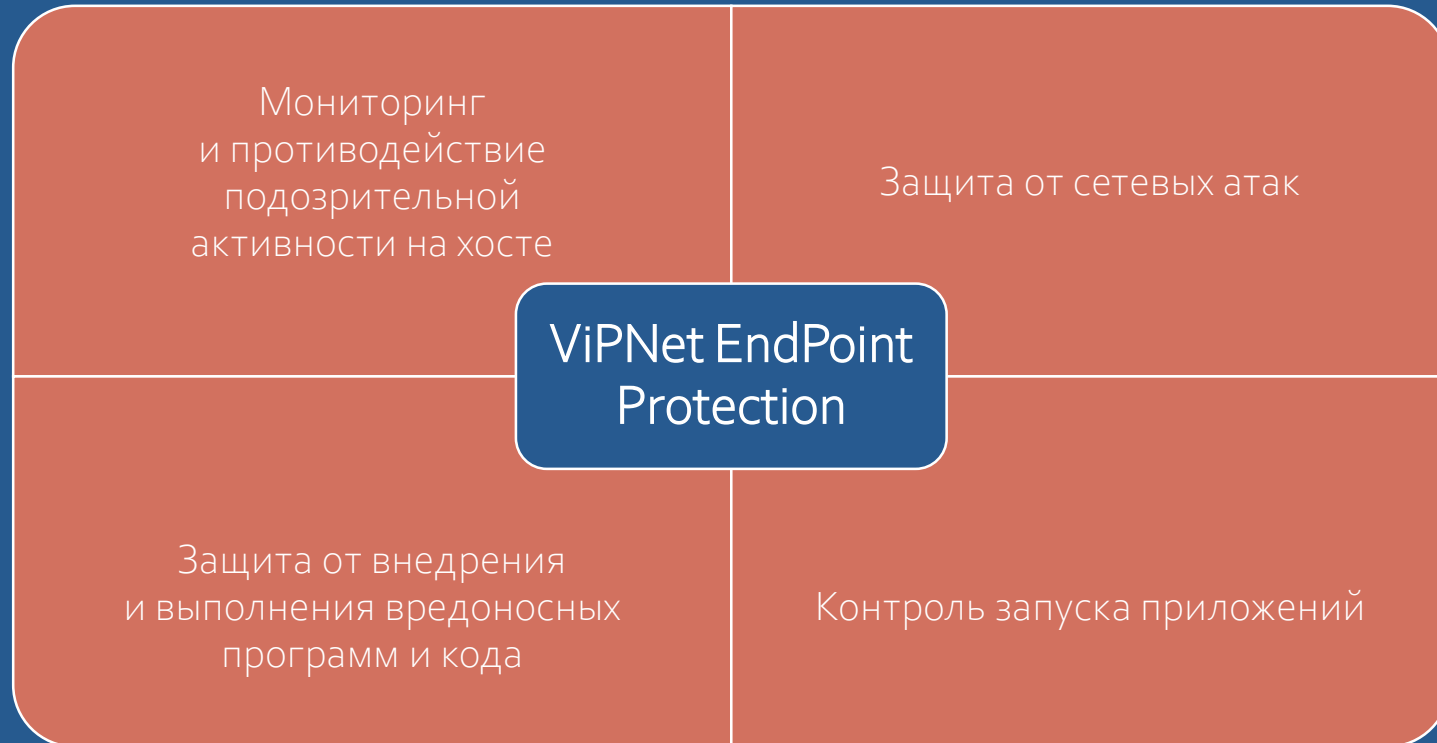 Мониторинг
и противодействие
подозрительной
активности на хосте
Защита от сетевых атак
ViPNet EndPoint
Protection
Защита от внедрения
и выполнения вредоносных
программ и кода
Контроль запуска приложений